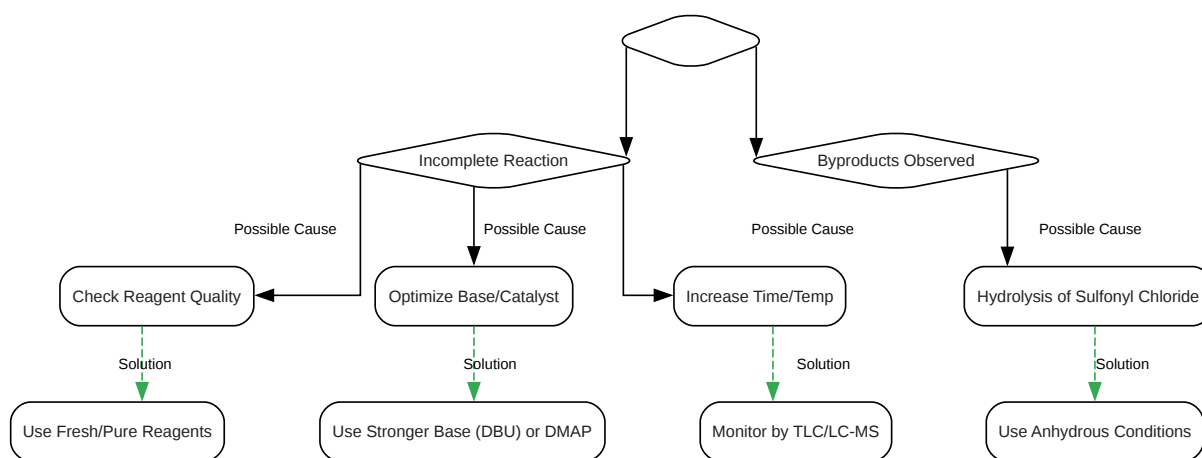 Incomplete Reaction
Byproducts Observed
Possible Cause
Possible Cause
Possible Cause
Possible Cause
Check Reagent Quality
Optimize Base/Catalyst
Increase Time/Temp
Hydrolysis of Sulfonyl Chloride
Solution
Solution
Solution
Solution
Use Fresh/Pure Reagents
Use Stronger Base (DBU) or DMAP
Monitor by TLC/LC-MS
Use Anhydrous Conditions